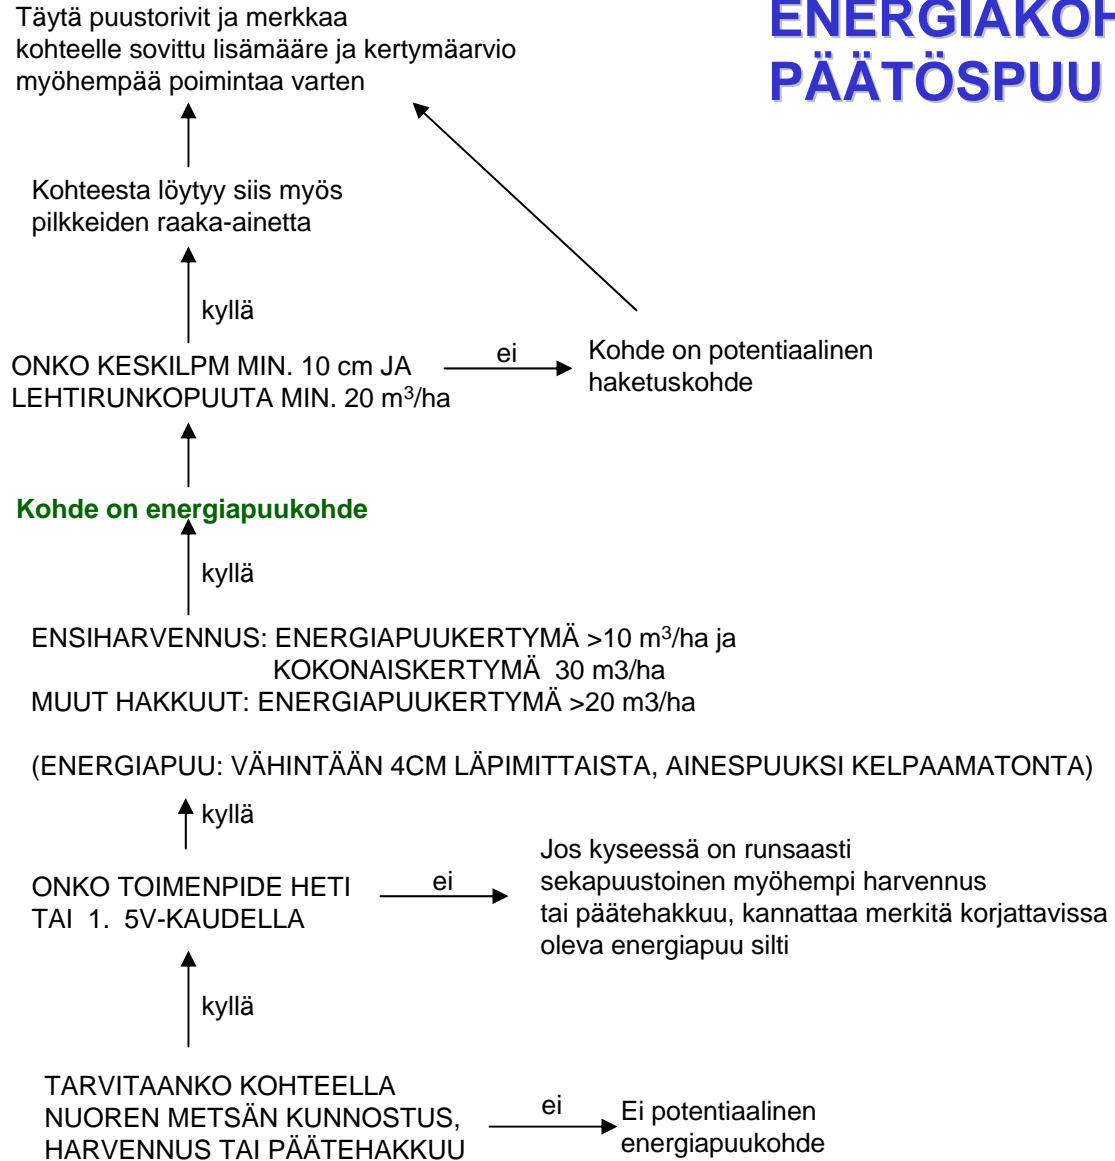 Täytä puustorivit ja merkkaa
kohteelle sovittu lisämääre ja kertymäarvio
myöhempää poimintaa varten
ENERGIAKOH
PÄÄTÖSPUU
Kohteesta löytyy siis myös
pilkkeiden raaka-ainetta
kyllä
ONKO KESKILPM MIN. 10 cm JA
LEHTIRUNKOPUUTA MIN. 20 m³/ha
ei
Kohde on potentiaalinen
haketuskohde
Kohde on energiapuukohde
kyllä
ENSIHARVENNUS: ENERGIAPUUKERTYMÄ >10 m³/ha ja
KOKONAISKERTYMÄ 30 m3/ha
MUUT HAKKUUT: ENERGIAPUUKERTYMÄ >20 m3/ha
(ENERGIAPUU: VÄHINTÄÄN 4CM LÄPIMITTAISTA, AINESPUUKSI KELPAAMATONTA)
kyllä
ONKO TOIMENPIDE HETI
TAI 1. 5V-KAUDELLA
ei
Jos kyseessä on runsaasti
sekapuustoinen myöhempi harvennus
tai päätehakkuu, kannattaa merkitä korjattavissa
oleva energiapuu silti
kyllä
TARVITAANKO KOHTEELLA
NUOREN METSÄN KUNNOSTUS,
HARVENNUS TAI PÄÄTEHAKKUU
ei
Ei potentiaalinen
energiapuukohde